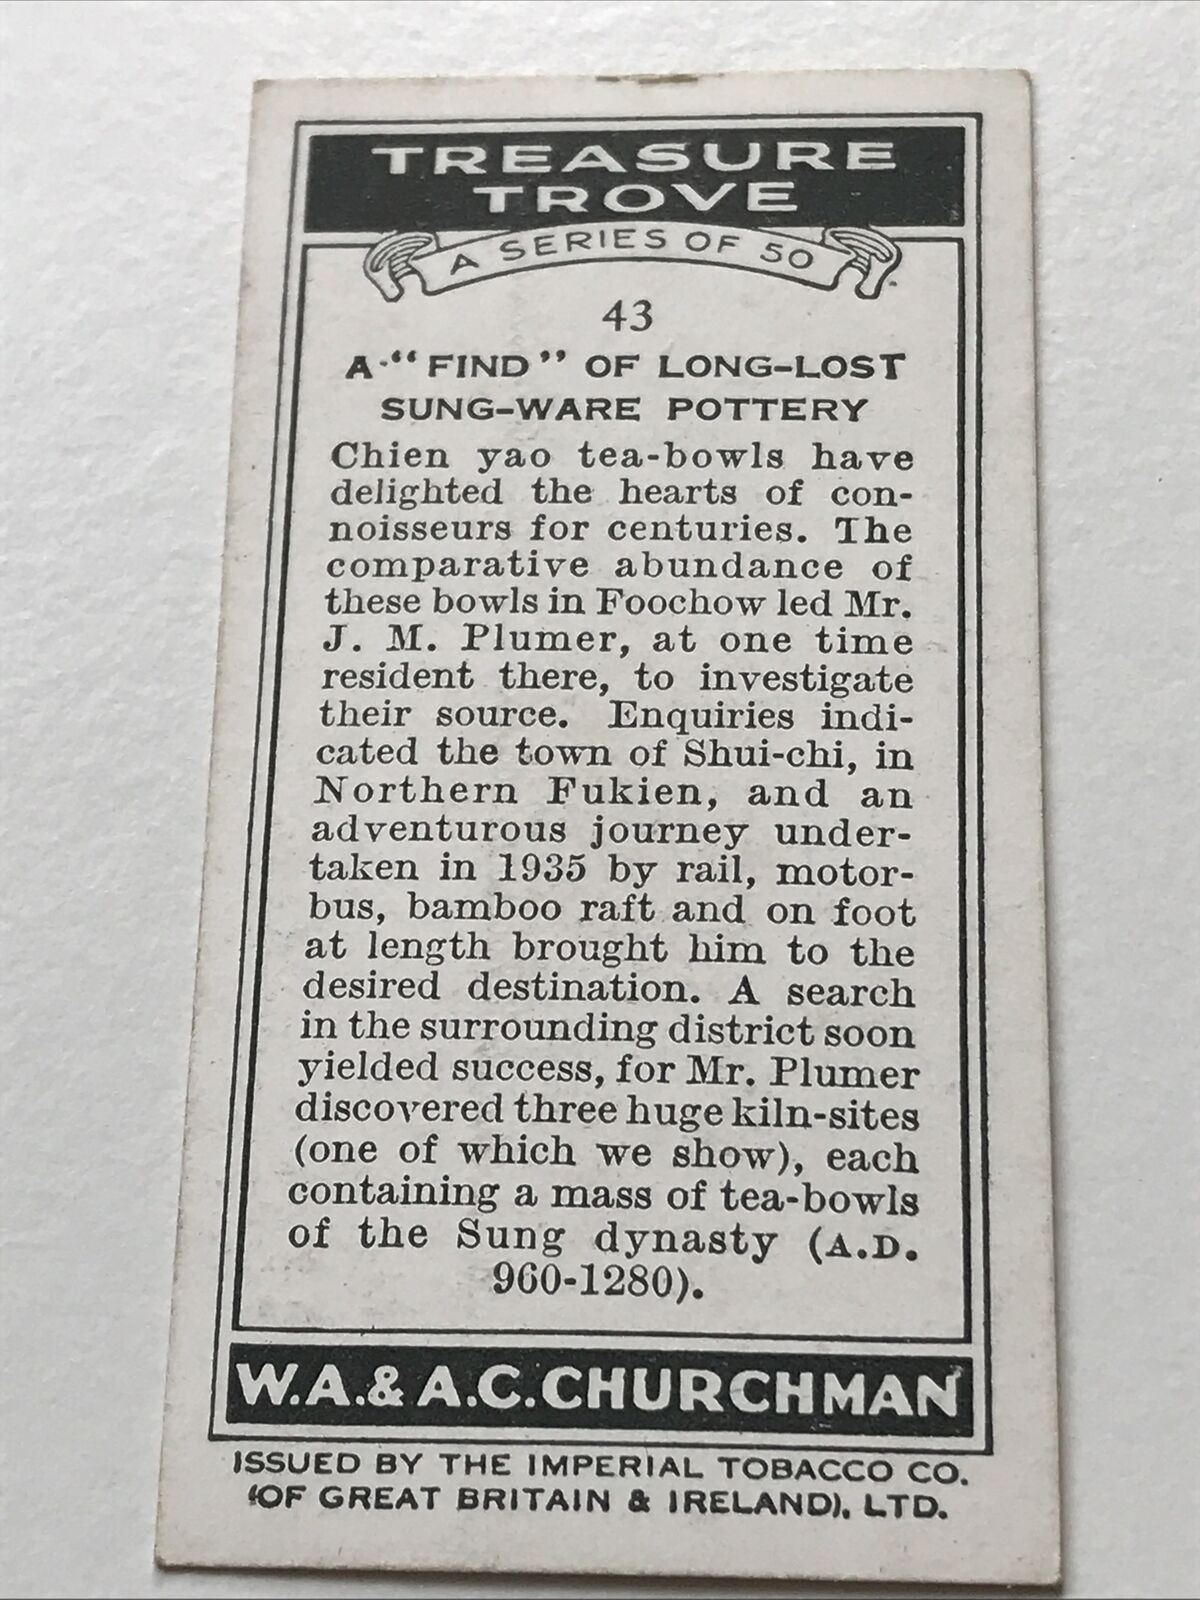 TREASURE
TROVE
A SERIES OF 50
43
A "FIND" OF LONG-LOST
SUNG-WARE POTTERY
Chien yao tea-bowls have
delighted the hearts of con-
noisseurs for centuries. The
comparative abundance of
these bowls in Foochow led Mr.
J. M. Plumer, at one time
resident there, to investigate
their source. Enquiries indi-
cated the town of Shui-chi, in
Northern Fukien, and an
adventurous journey under-
taken in 1935 by rail, motor-
bus, bamboo raft and on foot
at length brought him to the
desired destination. A search
in the surrounding district soon
yielded success, for Mr. Plumer
discovered three huge kiln-sites
(one of which we show), each
containing a mass of tea-bowls
of the Sung dynasty (A.D.
960-1280).
W.A. & A.C. CHURCHMAN
ISSUED BY THE IMPERIAL TOBACCO CO.
(OF GREAT BRITAIN & IRELAND), LTD.